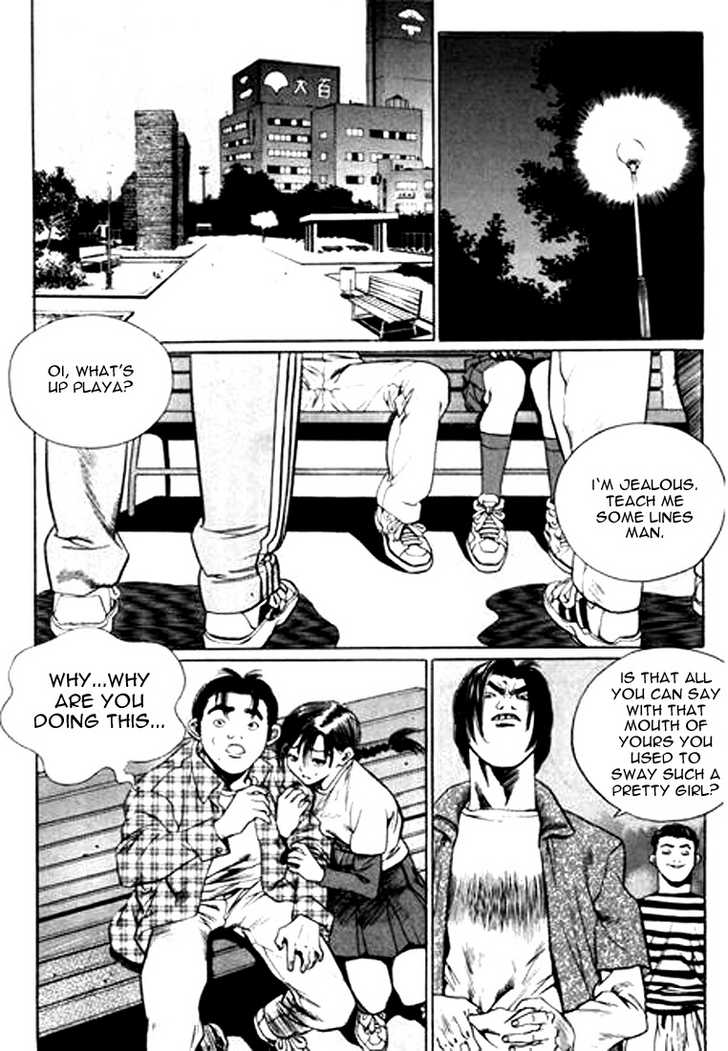 大百
OI, WHAT'S
UP PLAYA?
I'M JEALOUS.
TEACH ME
SOME LINES
MAN.
WHY...WHY
ARE YOU
DOING THIS...
IS THAT ALL
YOU CAN SAY
WITH THAT
MOUTH OF
YOURS YOU
USED TO
SWAY SUCH A
PRETTY GIRL?